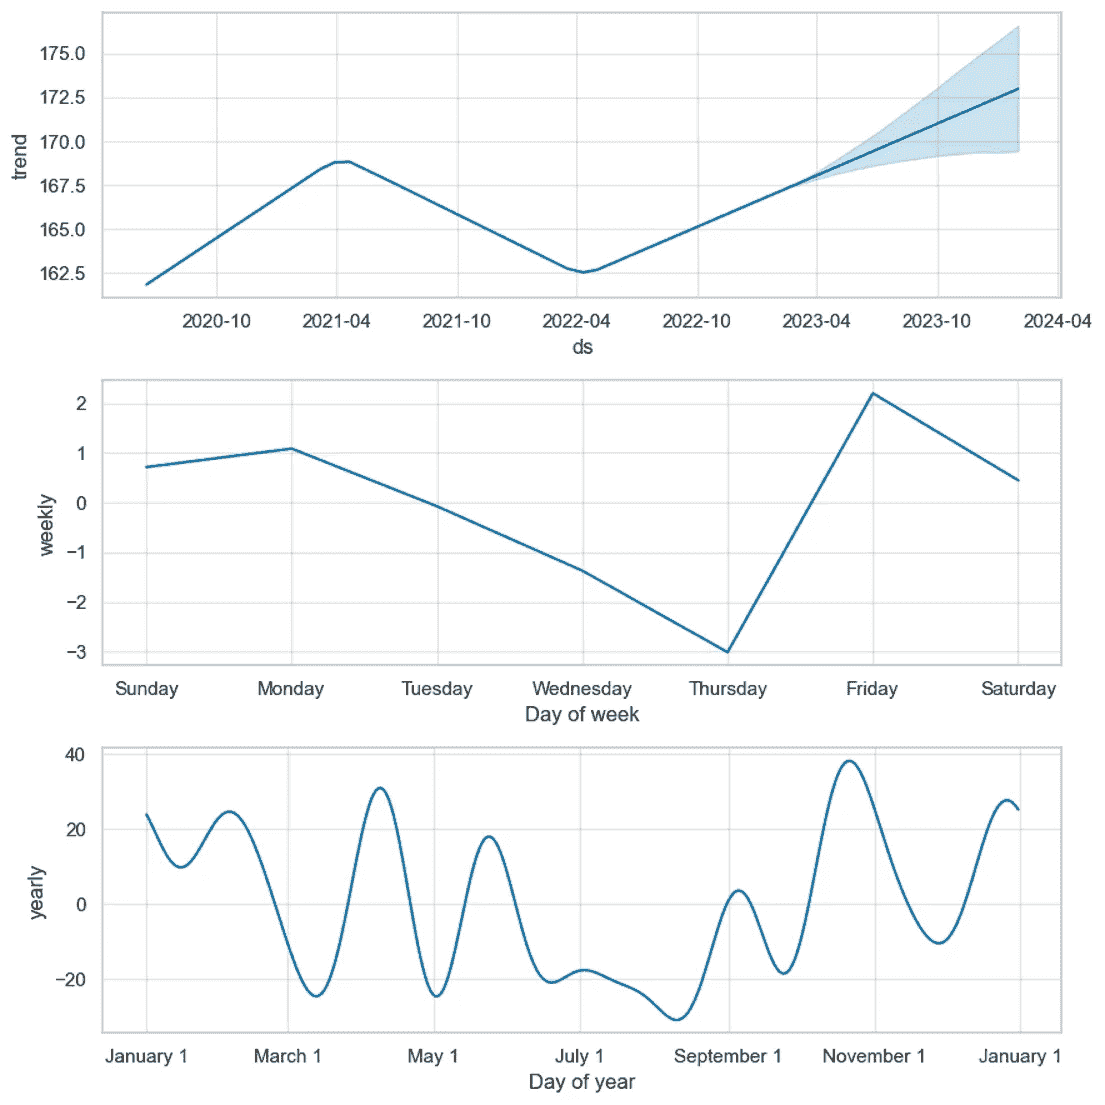 175.0
172.5
170.0
167.5
165.0
162.5
trend
2020-10 2021-04 2021-10 2022-04 2022-10 2023-04 2023-10 2024-04
ds
2
1
0
−1
−2
−3
weekly
Sunday Monday Tuesday Wednesday Thursday Friday Saturday
Day of week
40
20
0
−20
yearly
January 1 March 1 May 1 July 1 September 1 November 1 January 1
Day of year